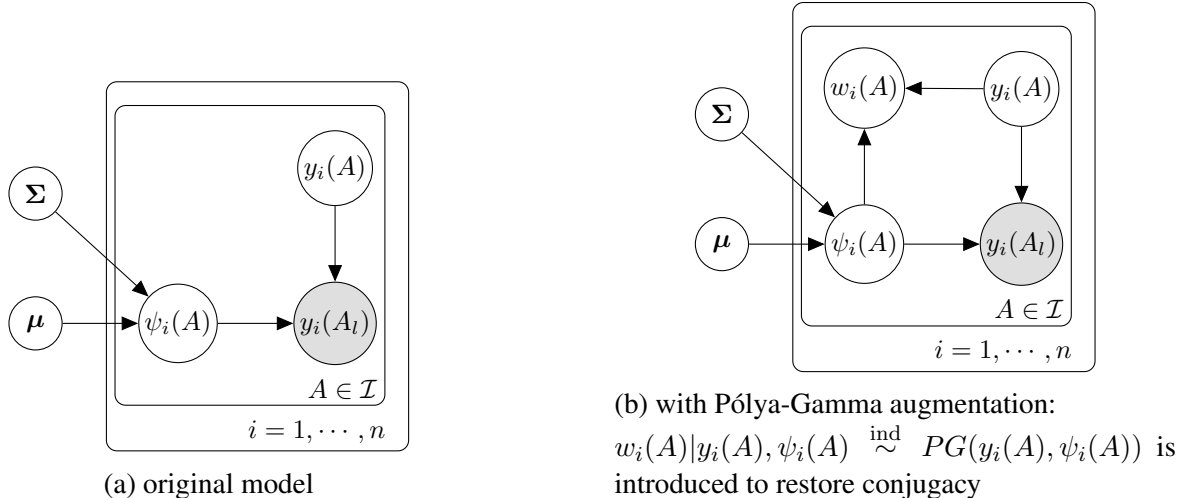 Σ
μ
y_i(A)
ψ_i(A)
y_i(A_l)
A ∈ 𝓘
i = 1, ⋯ , n
(a) original model
Σ
μ
w_i(A)
y_i(A)
ψ_i(A)
y_i(A_l)
A ∈ 𝓘
i = 1, ⋯ , n
(b) with Pólya-Gamma augmentation:
w_i(A)|y_i(A), ψ_i(A) ind ∼ PG(y_i(A), ψ_i(A)) is
introduced to restore conjugacy